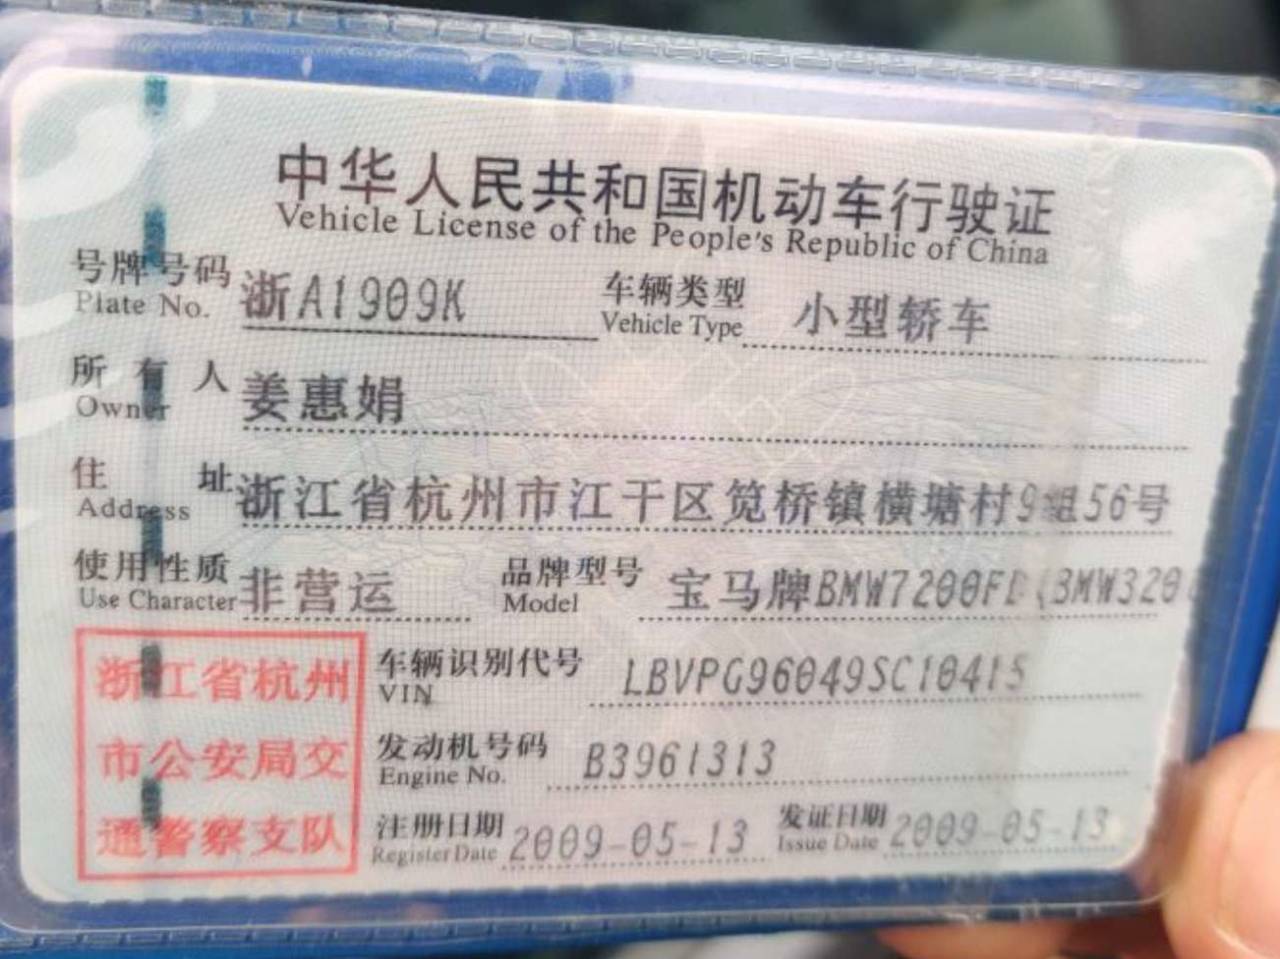 中华人民共和国机动车行驶证
Vehicle License of the People's Republic of China
号牌号码 浙A1909K 车辆类型 小型轿车
Plate No. Vehicle Type
所有人 姜惠娟
Owner
住址 浙江省杭州市江干区笕桥镇横塘村9组56号
Address
使用性质 非营运 品牌型号 宝马牌BMW7200FD(BMW320
Use Character Model
浙江省杭州 车辆识别代号 LBVPG96049SC10415
VIN
市公安局交 发动机号码 B3961313
Engine No.
通警察支队 注册日期 2009-05-13 发证日期 2009-05-13
Register Date Issue Date